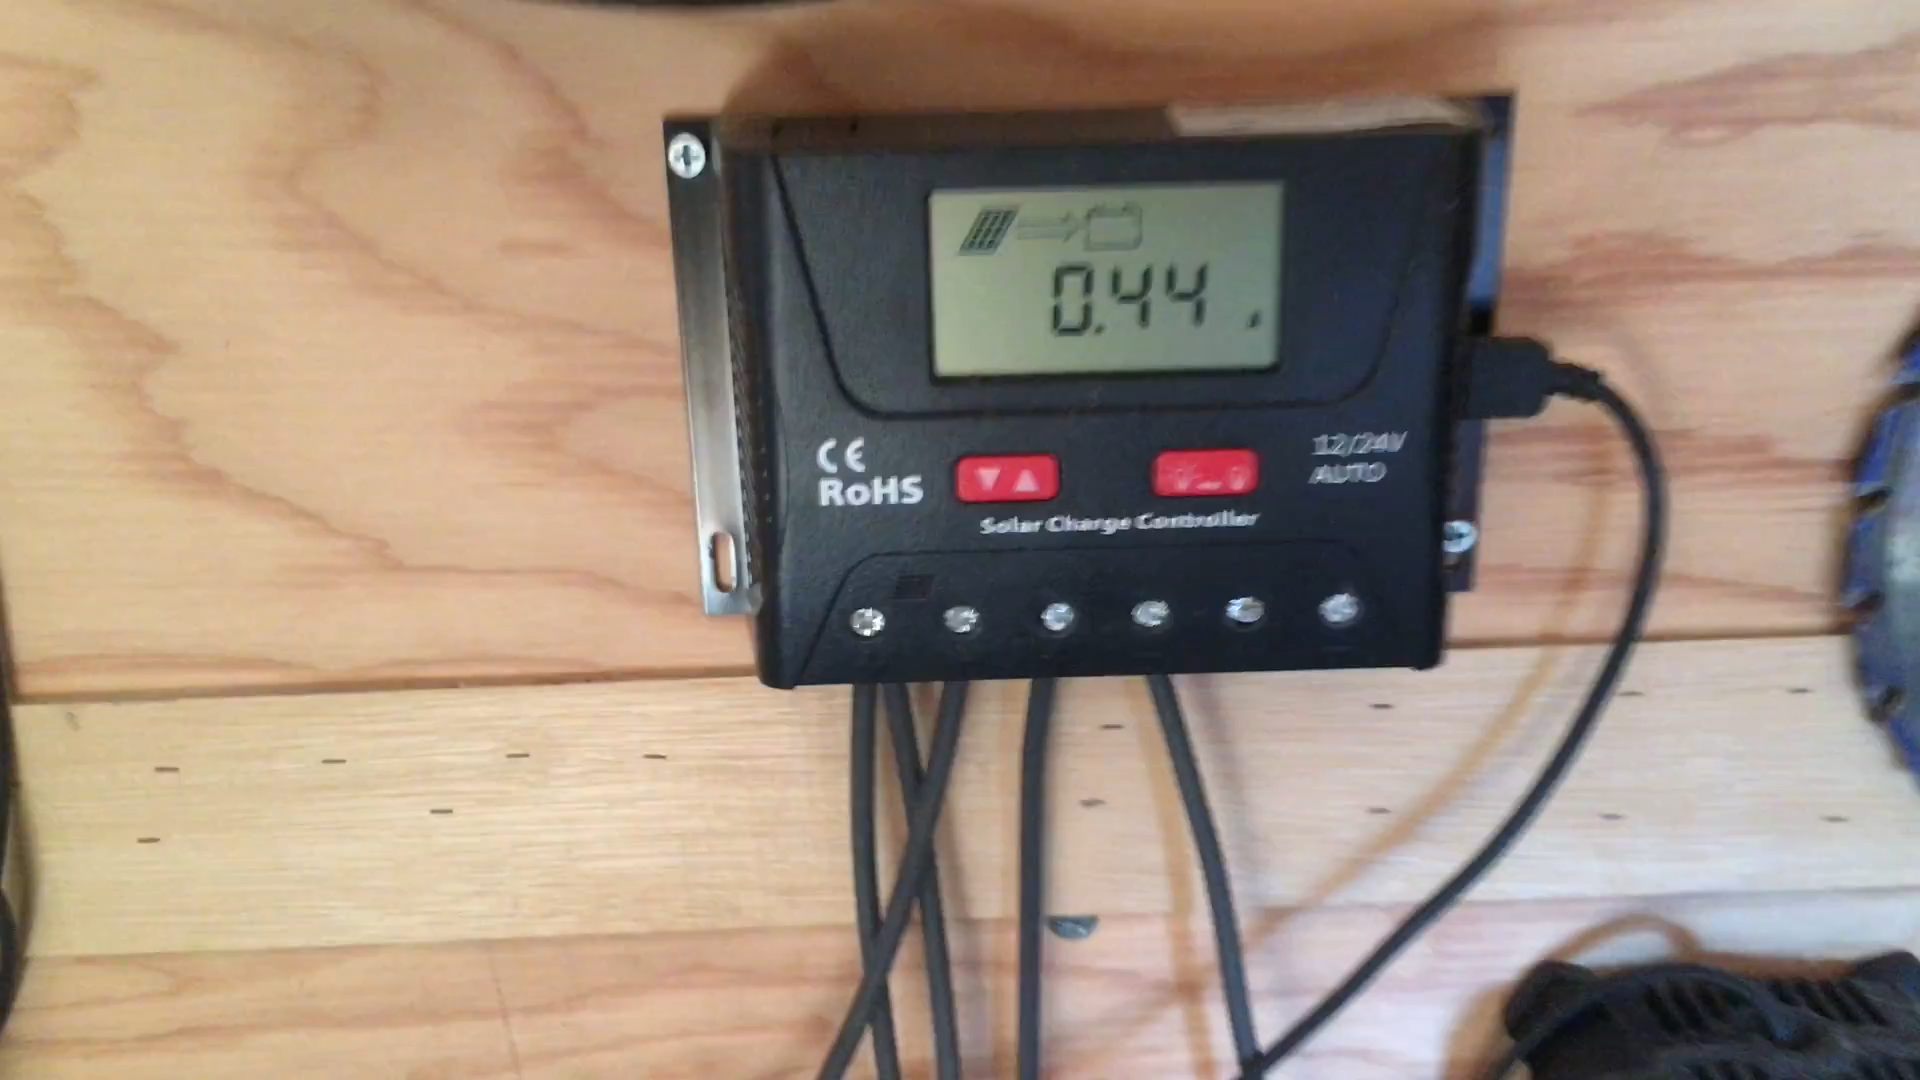 0.44
CE
RoHS
12/24V
AUTO
Solar Charge Controller